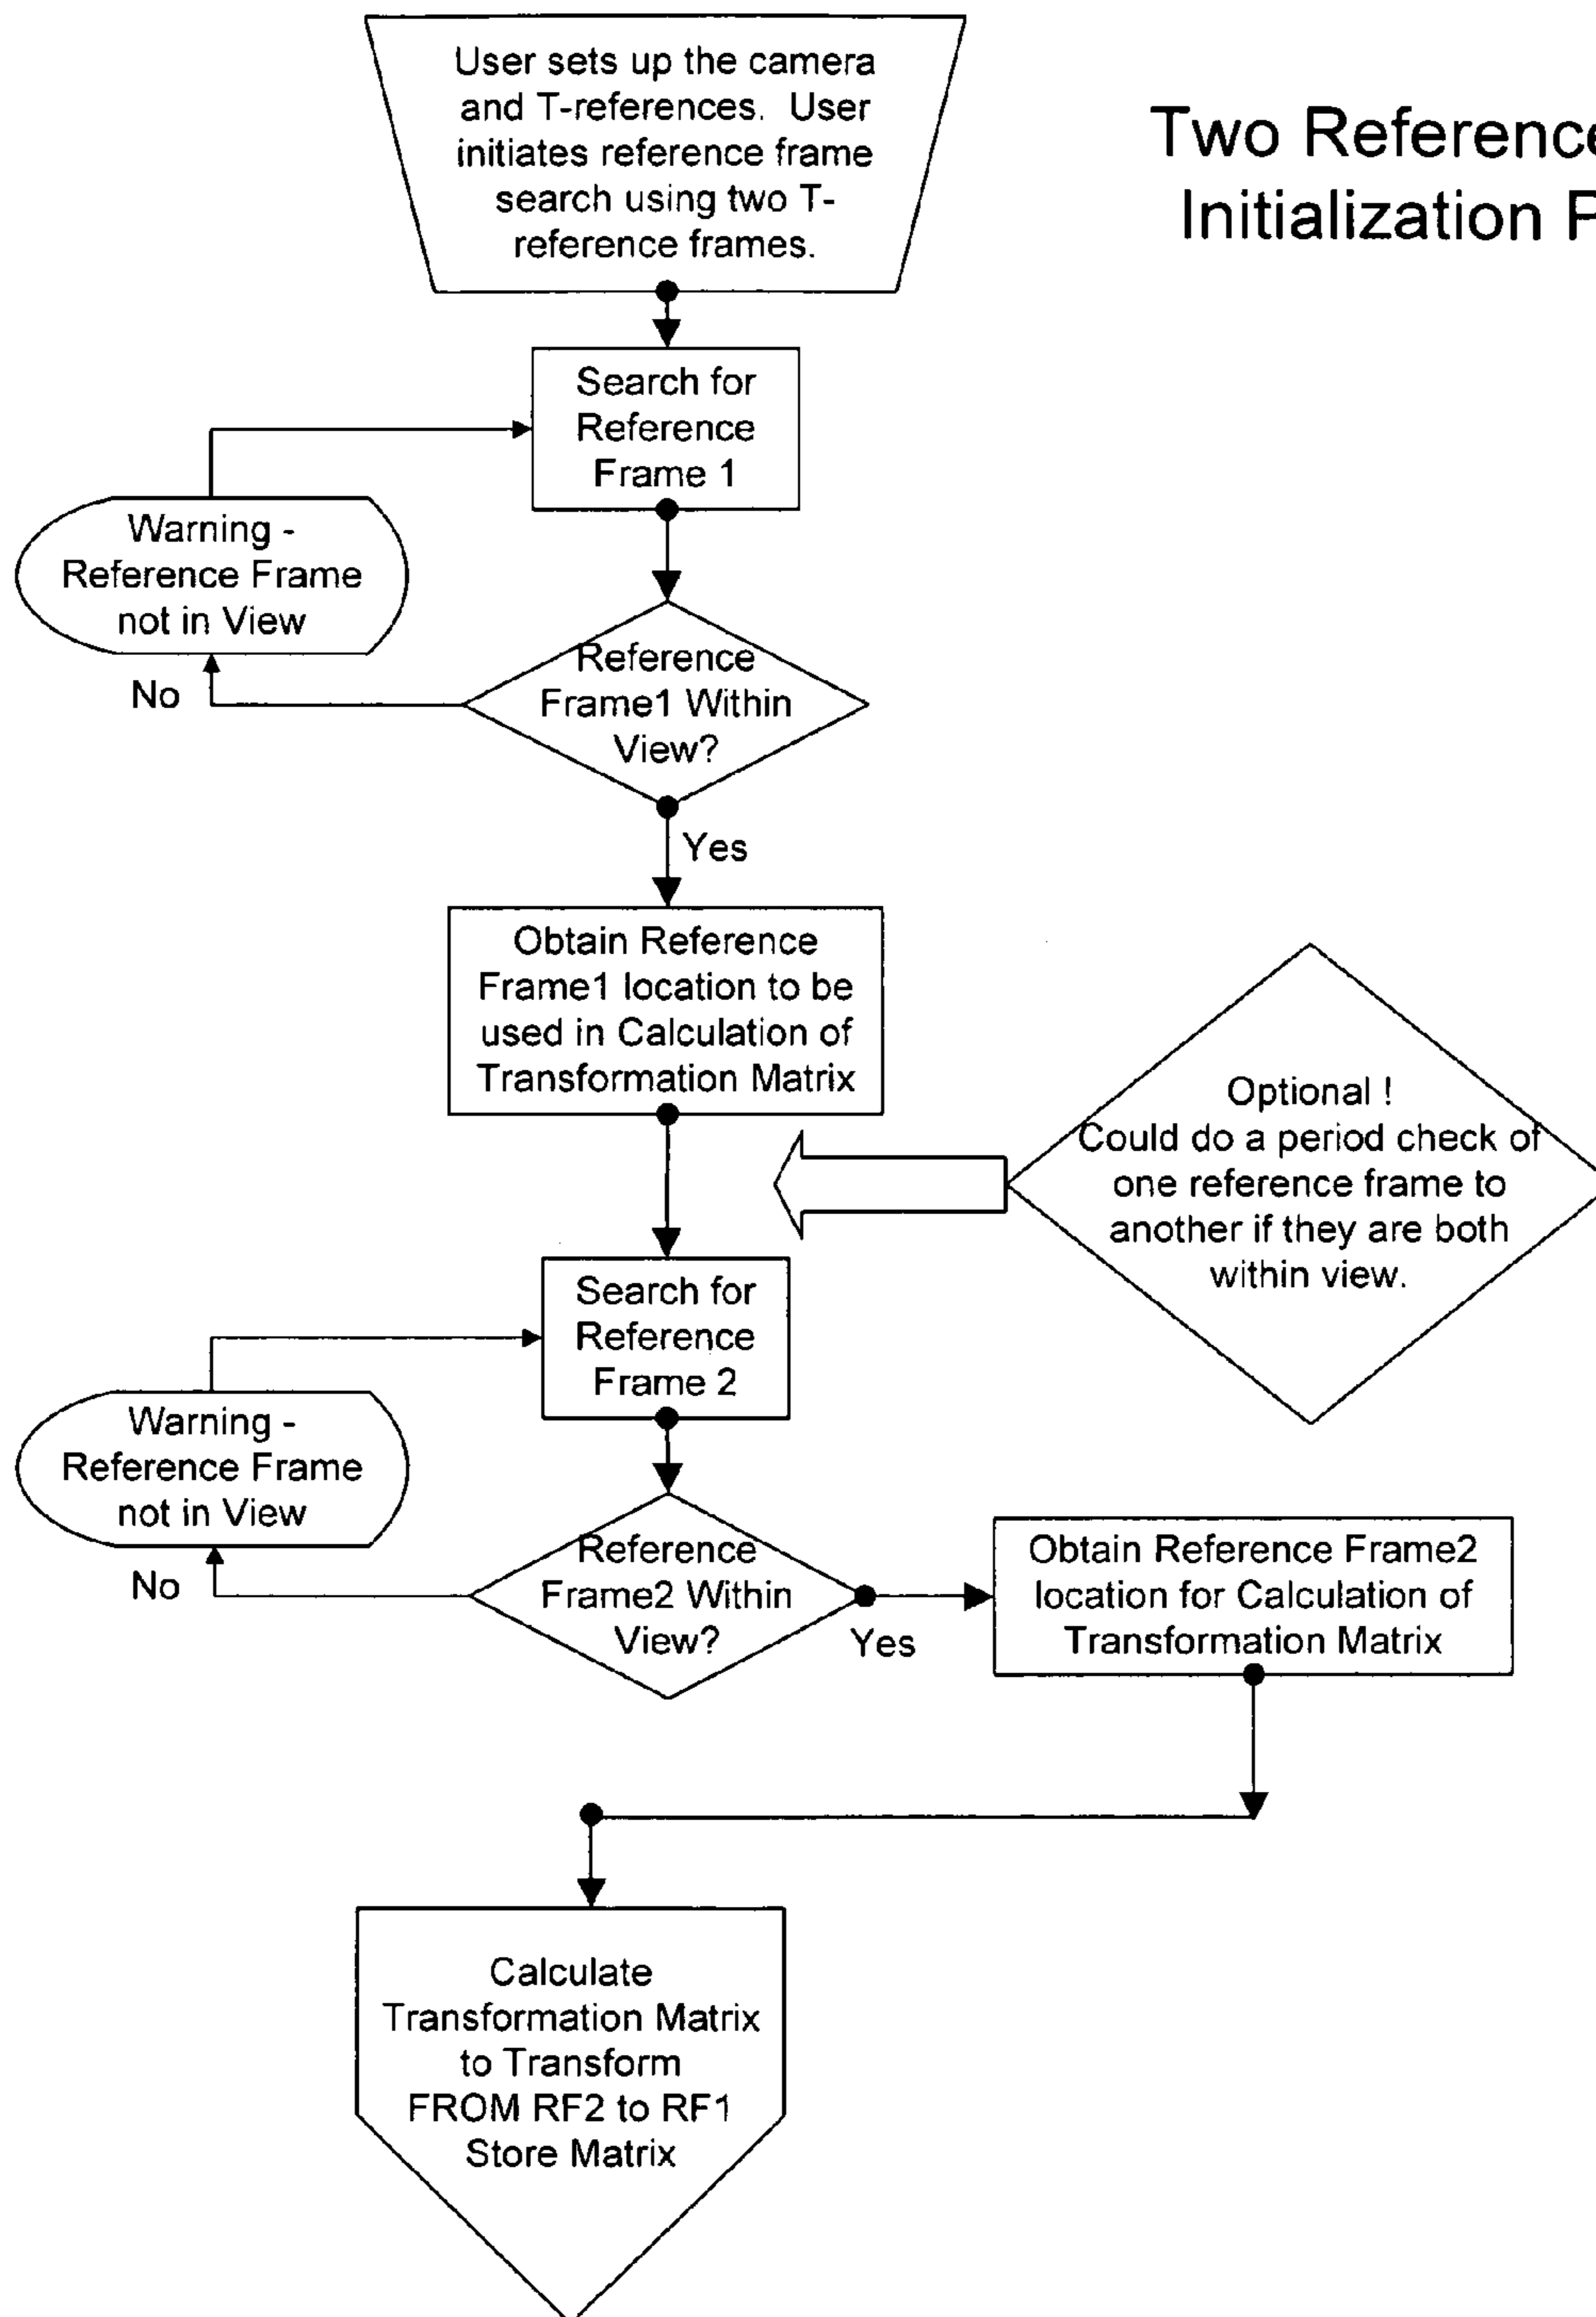 Two Reference
Initialization P
User sets up the camera
and T-references. User
initiates reference frame
search using two T-
reference frames.
Search for
Reference
Frame 1
Warning -
Reference Frame
not in View
No
Reference
Frame1 Within
View?
Yes
Obtain Reference
Frame1 location to be
used in Calculation of
Transformation Matrix
Optional !
Could do a period check of
one reference frame to
another if they are both
within view.
Search for
Reference
Frame 2
Warning -
Reference Frame
not in View
No
Reference
Frame2 Within
View?
Yes
Obtain Reference Frame2
location for Calculation of
Transformation Matrix
Calculate
Transformation Matrix
to Transform
FROM RF2 to RF1
Store Matrix